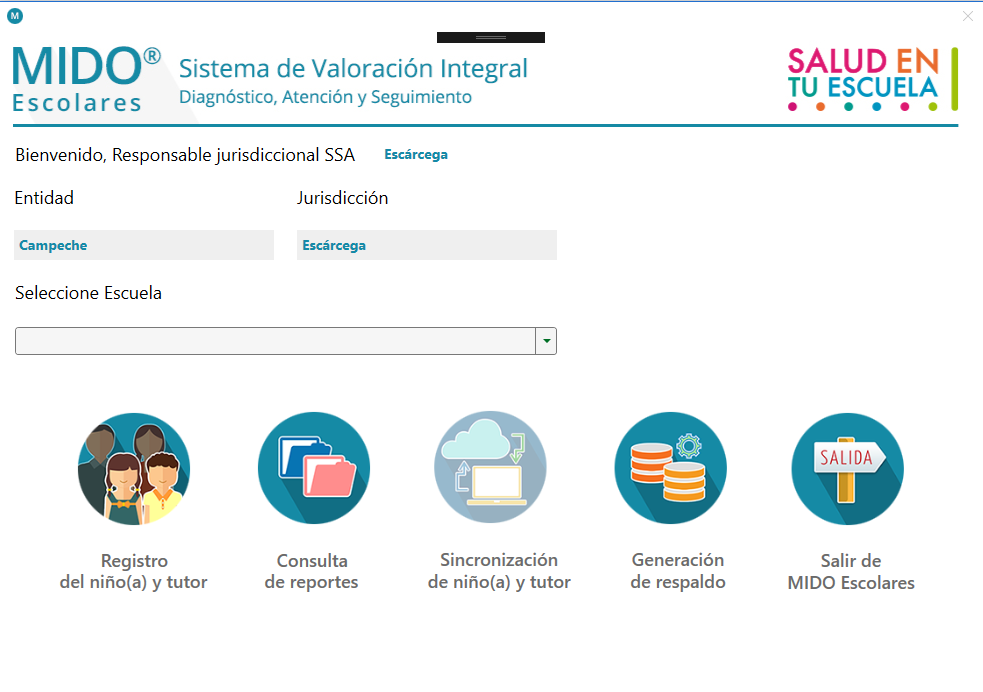 M
MIDO®
Escolares
Sistema de Valoración Integral
Diagnóstico, Atención y Seguimiento
SALUD EN
TU ESCUELA
Bienvenido, Responsable jurisdiccional SSA Escárcega
Entidad Jurisdicción
Campeche Escárcega
Seleccione Escuela
SALIDA
Registro
del niño(a) y tutor
Consulta
de reportes
Sincronización
de niño(a) y tutor
Generación
de respaldo
Salir de
MIDO Escolares